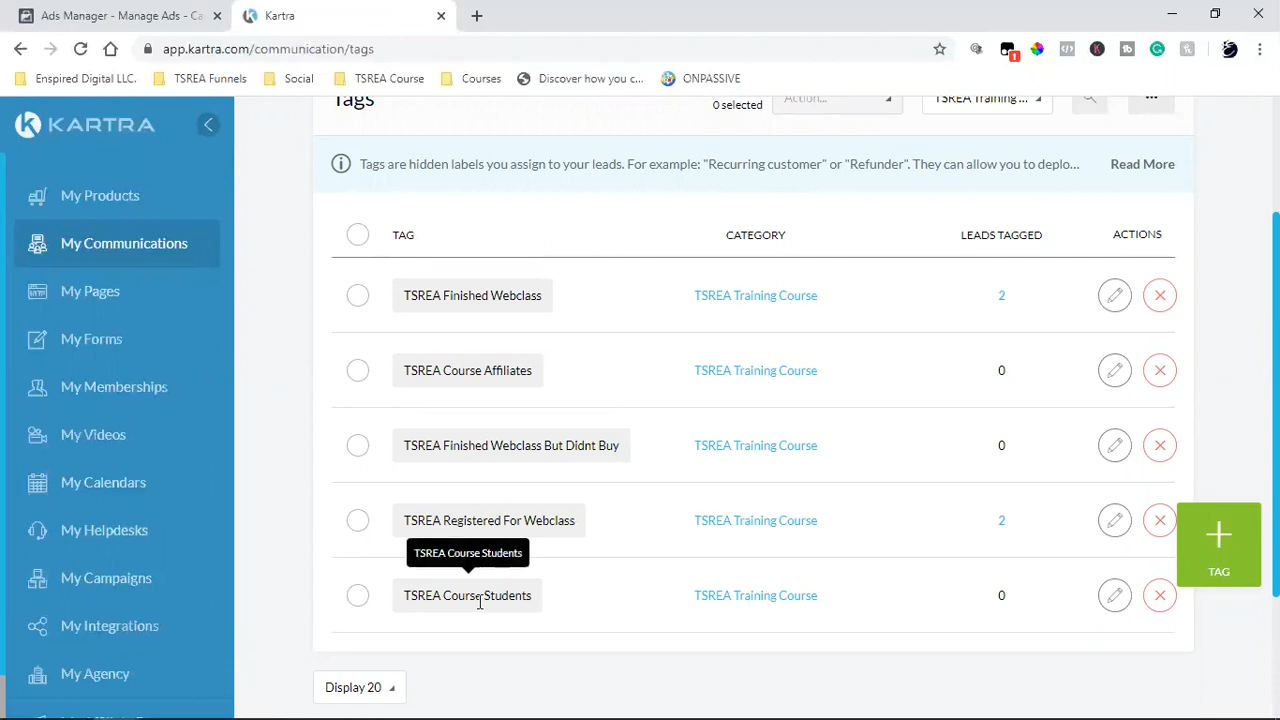 Ads Manager - Manage Ads - Ca
Kartra
app.kartra.com/communication/tags
1
Enspired Digital LLC.
TSREA Funnels
Social
TSREA Course
Courses
Discover how you c...
ONPASSIVE
KARTRA
Tags
0 selected
Action...
TSREA Training ...
...
My Products
My Communications
My Pages
My Forms
My Memberships
My Videos
My Calendars
My Helpdesks
My Campaigns
My Integrations
My Agency
Tags are hidden labels you assign to your leads. For example: "Recurring customer" or "Refunder". They can allow you to deplo...
Read More
TAG CATEGORY LEADS TAGGED ACTIONS
TSREA Finished Webclass TSREA Training Course 2
TSREA Course Affiliates TSREA Training Course 0
TSREA Finished Webclass But Didnt Buy TSREA Training Course 0
TSREA Registered For Webclass TSREA Training Course 2
TSREA Course Students
TSREA Course Students TSREA Training Course 0
TAG
Display 20